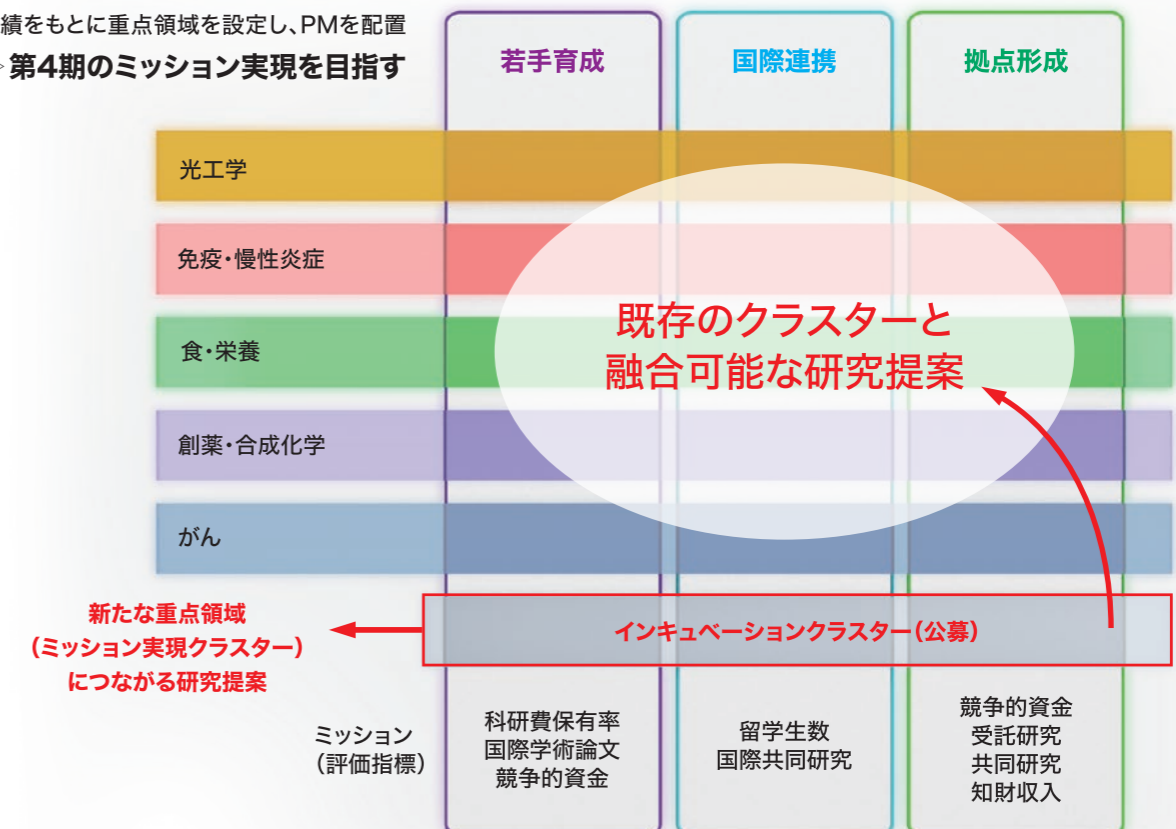 績をもとに重点領域を設定し、PMを配置
第4期のミッション実現を目指す
若手育成
国際連携
拠点形成
光工学
免疫・慢性炎症
食・栄養
創薬・合成化学
がん
既存のクラスターと
融合可能な研究提案
新たな重点領域
(ミッション実現クラスター)
につながる研究提案
インキュベーションクラスター(公募)
ミッション
(評価指標)
科研費保有率
国際学術論文
競争的資金
留学生数
国際共同研究
競争的資金
受託研究
共同研究
知財収入